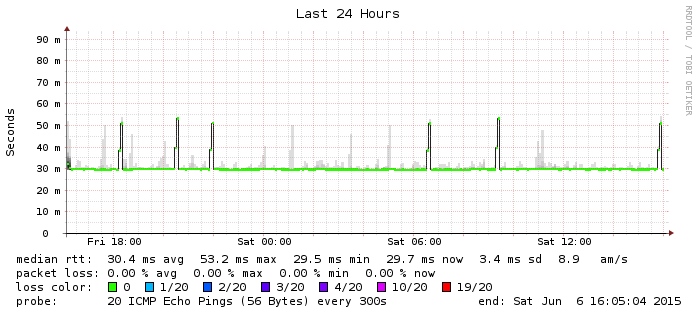 Last 24 Hours
RRDTOOL / TOBI OETIKER
Seconds
90 m
80 m
70 m
60 m
50 m
40 m
30 m
20 m
10 m
0
Fri 18:00 Sat 00:00 Sat 06:00 Sat 12:00
median rtt: 30.4 ms avg 53.2 ms max 29.5 ms min 29.7 ms now 3.4 ms sd 8.9 am/s
packet loss: 0.00 % avg 0.00 % max 0.00 % min 0.00 % now
loss color: 0 1/20 2/20 3/20 4/20 10/20 19/20
probe: 20 ICMP Echo Pings (56 Bytes) every 300s end: Sat Jun 6 16:05:04 2015